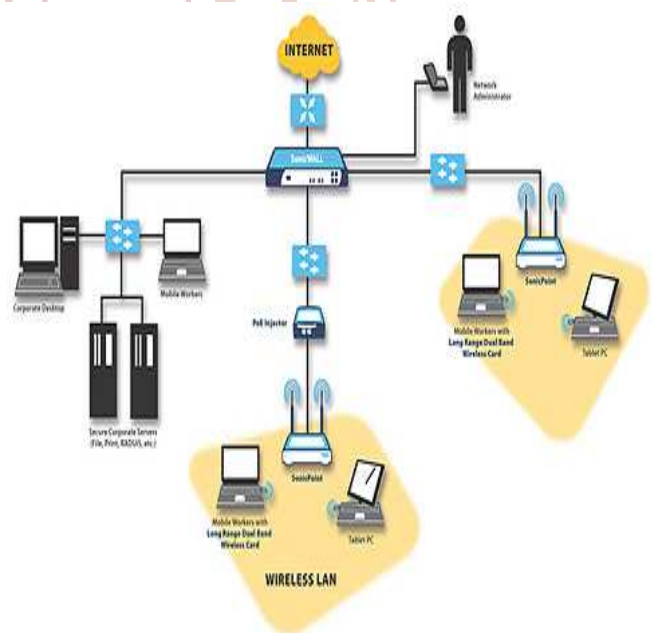 INTERNET
Network
Administrator
SonicWALL
Corporate Desktop
Mobile Workers
PoE Injector
SonicPoint
Mobile Workers with
Long Range Dual Band
Wireless Card
Tablet PC
Secure Corporate Servers
(File, Print, RADIUS, etc.)
SonicPoint
Mobile Workers with
Long Range Dual Band
Wireless Card
Tablet PC
WIRELESS LAN